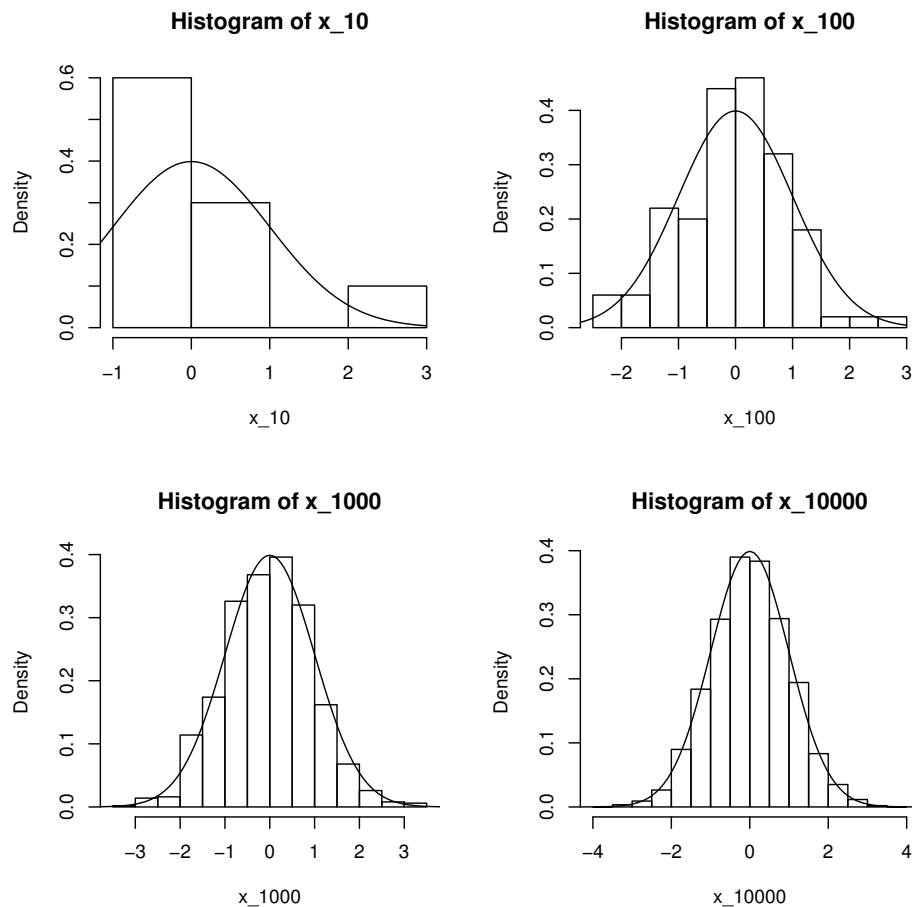 Histogram of x_10
Density
0.0 0.2 0.4 0.6
−1 0 1 2 3
x_10
Histogram of x_100
Density
0.0 0.1 0.2 0.3 0.4
−2 −1 0 1 2 3
x_100
Histogram of x_1000
Density
0.0 0.1 0.2 0.3 0.4
−3 −2 −1 0 1 2 3
x_1000
Histogram of x_10000
Density
0.0 0.1 0.2 0.3 0.4
−4 −2 0 2 4
x_10000